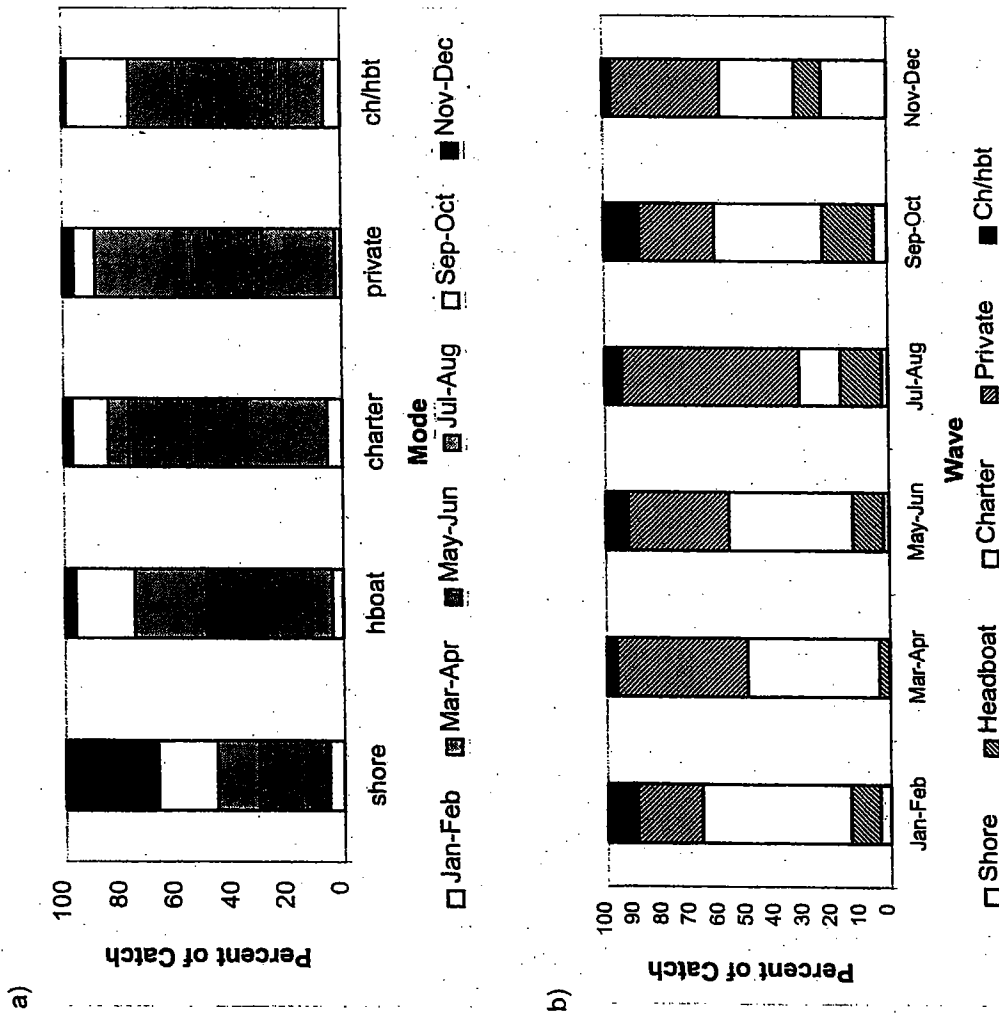 a)
Percent of Catch
100
80
60
40
20
0
shore hboat charter private ch/hbt
Mode
Jan-Feb Mar-Apr May-Jun Jul-Aug Sep-Oct Nov-Dec
b)
Percent of Catch
100
90
80
70
60
50
40
30
20
10
0
Jan-Feb Mar-Apr May-Jun Jul-Aug Sep-Oct Nov-Dec
Wave
Shore Headboat Charter Private Ch/hbt